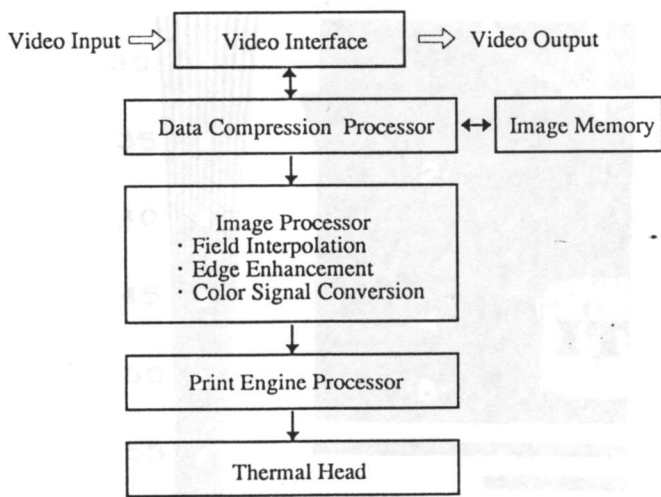 Video Input
Video Interface
Video Output
Data Compression Processor
Image Memory
Image Processor
· Field Interpolation
· Edge Enhancement
· Color Signal Conversion
Print Engine Processor
Thermal Head